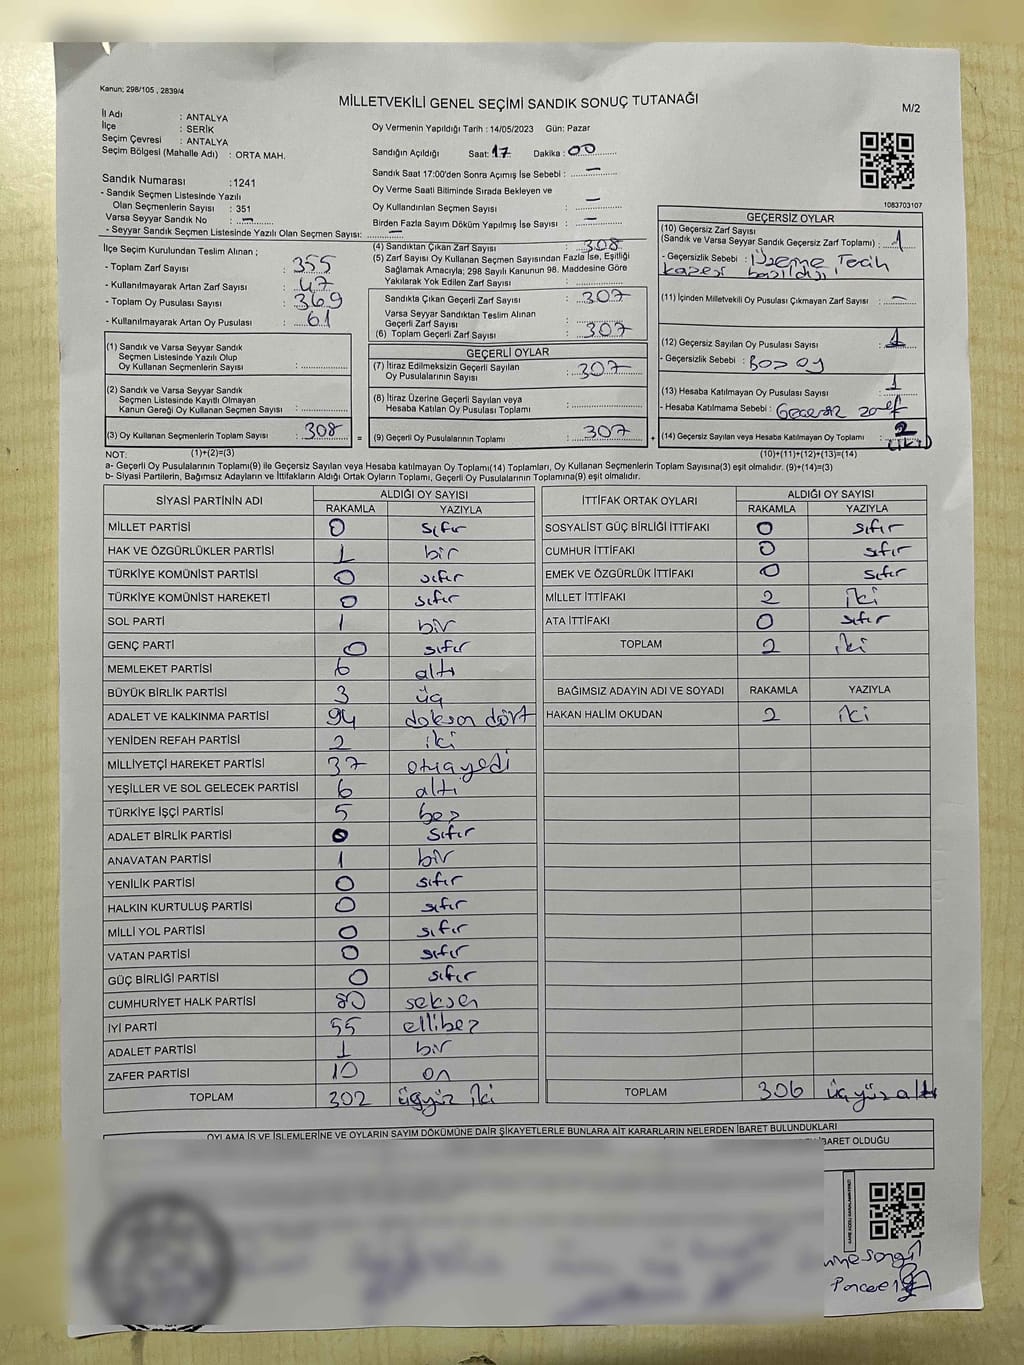 Kanun; 298/105 , 2839/4
MİLLETVEKİLİ GENEL SEÇİMİ SANDIK SONUÇ TUTANAĞI
M/2
İl Adı : ANTALYA
İlçe : SERİK
Seçim Çevresi : ANTALYA
Seçim Bölgesi (Mahalle Adı) : ORTA MAH.
Sandık Numarası :1241
- Sandık Seçmen Listesinde Yazılı
Olan Seçmenlerin Sayısı : 351
Varsa Seyyar Sandık No : –
- Seyyar Sandık Seçmen Listesinde Yazılı Olan Seçmen Sayısı: –
Oy Vermenin Yapıldığı Tarih : 14/05/2023 Gün: Pazar
Sandığın Açıldığı Saat: 17 Dakika : 00
Sandık Saat 17:00'den Sonra Açımış İse Sebebi : –
Oy Verme Saati Bitiminde Sırada Bekleyen ve
Oy Kullandırılan Seçmen Sayısı : –
Birden Fazla Sayım Döküm Yapılmış İse Sayısı : –
1083703107
İlçe Seçim Kurulundan Teslim Alınan ;
- Toplam Zarf Sayısı : 355
- Kullanılmayarak Artan Zarf Sayısı : 47
- Toplam Oy Pusulası Sayısı : 369
- Kullanılmayarak Artan Oy Pusulası : 61
(1) Sandık ve Varsa Seyyar Sandık
Seçmen Listesinde Yazılı Olup
Oy Kullanan Seçmenlerin Sayısı :
(2) Sandık ve Varsa Seyyar Sandık
Seçmen Listesinde Kayıtlı Olmayan
Kanun Gereği Oy Kullanan Seçmen Sayısı :
(3) Oy Kullanan Seçmenlerin Toplam Sayısı : 308 =
(1)+(2)=(3)
(4) Sandıktan Çıkan Zarf Sayısı : 308
(5) Zarf Sayısı Oy Kullanan Seçmen Sayısından Fazla İse, Eşitliği
Sağlamak Amacıyla; 298 Sayılı Kanunun 98. Maddesine Göre
Yakılarak Yok Edilen Zarf Sayısı :
Sandıkta Çıkan Geçerli Zarf Sayısı : 307
Varsa Seyyar Sandıktan Teslim Alınan
Geçerli Zarf Sayısı :
(6) Toplam Geçerli Zarf Sayısı : 307
GEÇERLİ OYLAR
(7) İtiraz Edilmeksizin Geçerli Sayılan
Oy Pusulalarının Sayısı : 307
(8) İtiraz Üzerine Geçerli Sayılan veya
Hesaba Katılan Oy Pusulası Toplamı :
(9) Geçerli Oy Pusulalarının Toplamı : 307 +
GEÇERSİZ OYLAR
(10) Geçersiz Zarf Sayısı
(Sandık ve Varsa Seyyar Sandık Geçersiz Zarf Toplamı) : 1
- Geçersizlik Sebebi : Üzerine Tecih
kaşesi basıldığı
(11) İçinden Milletvekili Oy Pusulası Çıkmayan Zarf Sayısı : –
(12) Geçersiz Sayılan Oy Pusulası Sayısı : 1
- Geçersizlik Sebebi : Boş oy
(13) Hesaba Katılmayan Oy Pusulası Sayısı : 1
- Hesaba Katılmama Sebebi : Geçersiz zarf
(14) Geçersiz Sayılan veya Hesaba Katılmayan Oy Toplamı : 2
(iki)
(10)+(11)+(12)+(13)=(14)
NOT:
a- Geçerli Oy Pusulalarının Toplamı(9) ile Geçersiz Sayılan veya Hesaba katılmayan Oy Toplamı(14) Toplamları, Oy Kullanan Seçmenlerin Toplam Sayısına(3) eşit olmalıdır. (9)+(14)=(3)
b- Siyasi Partilerin, Bağımsız Adayların ve İttifakların Aldığı Ortak Oyların Toplamı, Geçerli Oy Pusulalarının Toplamına(9) eşit olmalıdır.
SİYASİ PARTİNİN ADI ALDIĞI OY SAYISI
RAKAMLA YAZIYLA
MİLLET PARTİSİ 0 sıfır
HAK VE ÖZGÜRLÜKLER PARTİSİ 1 bir
TÜRKİYE KOMÜNİST PARTİSİ 0 sıfır
TÜRKİYE KOMÜNİST HAREKETİ 0 sıfır
SOL PARTİ 1 bir
GENÇ PARTİ 0 sıfır
MEMLEKET PARTİSİ 6 altı
BÜYÜK BİRLİK PARTİSİ 3 üç
ADALET VE KALKINMA PARTİSİ 94 doksan dört
YENİDEN REFAH PARTİSİ 2 iki
MİLLİYETÇİ HAREKET PARTİSİ 37 otuzyedi
YEŞİLLER VE SOL GELECEK PARTİSİ 6 altı
TÜRKİYE İŞÇİ PARTİSİ 5 beş
ADALET BİRLİK PARTİSİ 0 sıfır
ANAVATAN PARTİSİ 1 bir
YENİLİK PARTİSİ 0 sıfır
HALKIN KURTULUŞ PARTİSİ 0 sıfır
MİLLİ YOL PARTİSİ 0 sıfır
VATAN PARTİSİ 0 sıfır
GÜÇ BİRLİĞİ PARTİSİ 0 sıfır
CUMHURİYET HALK PARTİSİ 80 seksen
İYİ PARTİ 55 ellibeş
ADALET PARTİSİ 1 bir
ZAFER PARTİSİ 10 on
TOPLAM 302 üçyüz iki
İTTİFAK ORTAK OYLARI ALDIĞI OY SAYISI
RAKAMLA YAZIYLA
SOSYALİST GÜÇ BİRLİĞİ İTTİFAKI 0 sıfır
CUMHUR İTTİFAKI 0 sıfır
EMEK VE ÖZGÜRLÜK İTTİFAKI 0 sıfır
MİLLET İTTİFAKI 2 iki
ATA İTTİFAKI 0 sıfır
TOPLAM 2 iki
BAĞIMSIZ ADAYIN ADI VE SOYADI RAKAMLA YAZIYLA
HAKAN HALİM OKUDAN 2 iki
TOPLAM 306 üçyüz altı
OYLAMA İŞ VE İŞLEMLERİNE VE OYLARIN SAYIM DÖKÜMÜNE DAİR ŞİKAYETLERLE BUNLARA AİT KARARLARIN NELERDEN İBARET BULUNDUKLARI
İBARET OLDUĞU